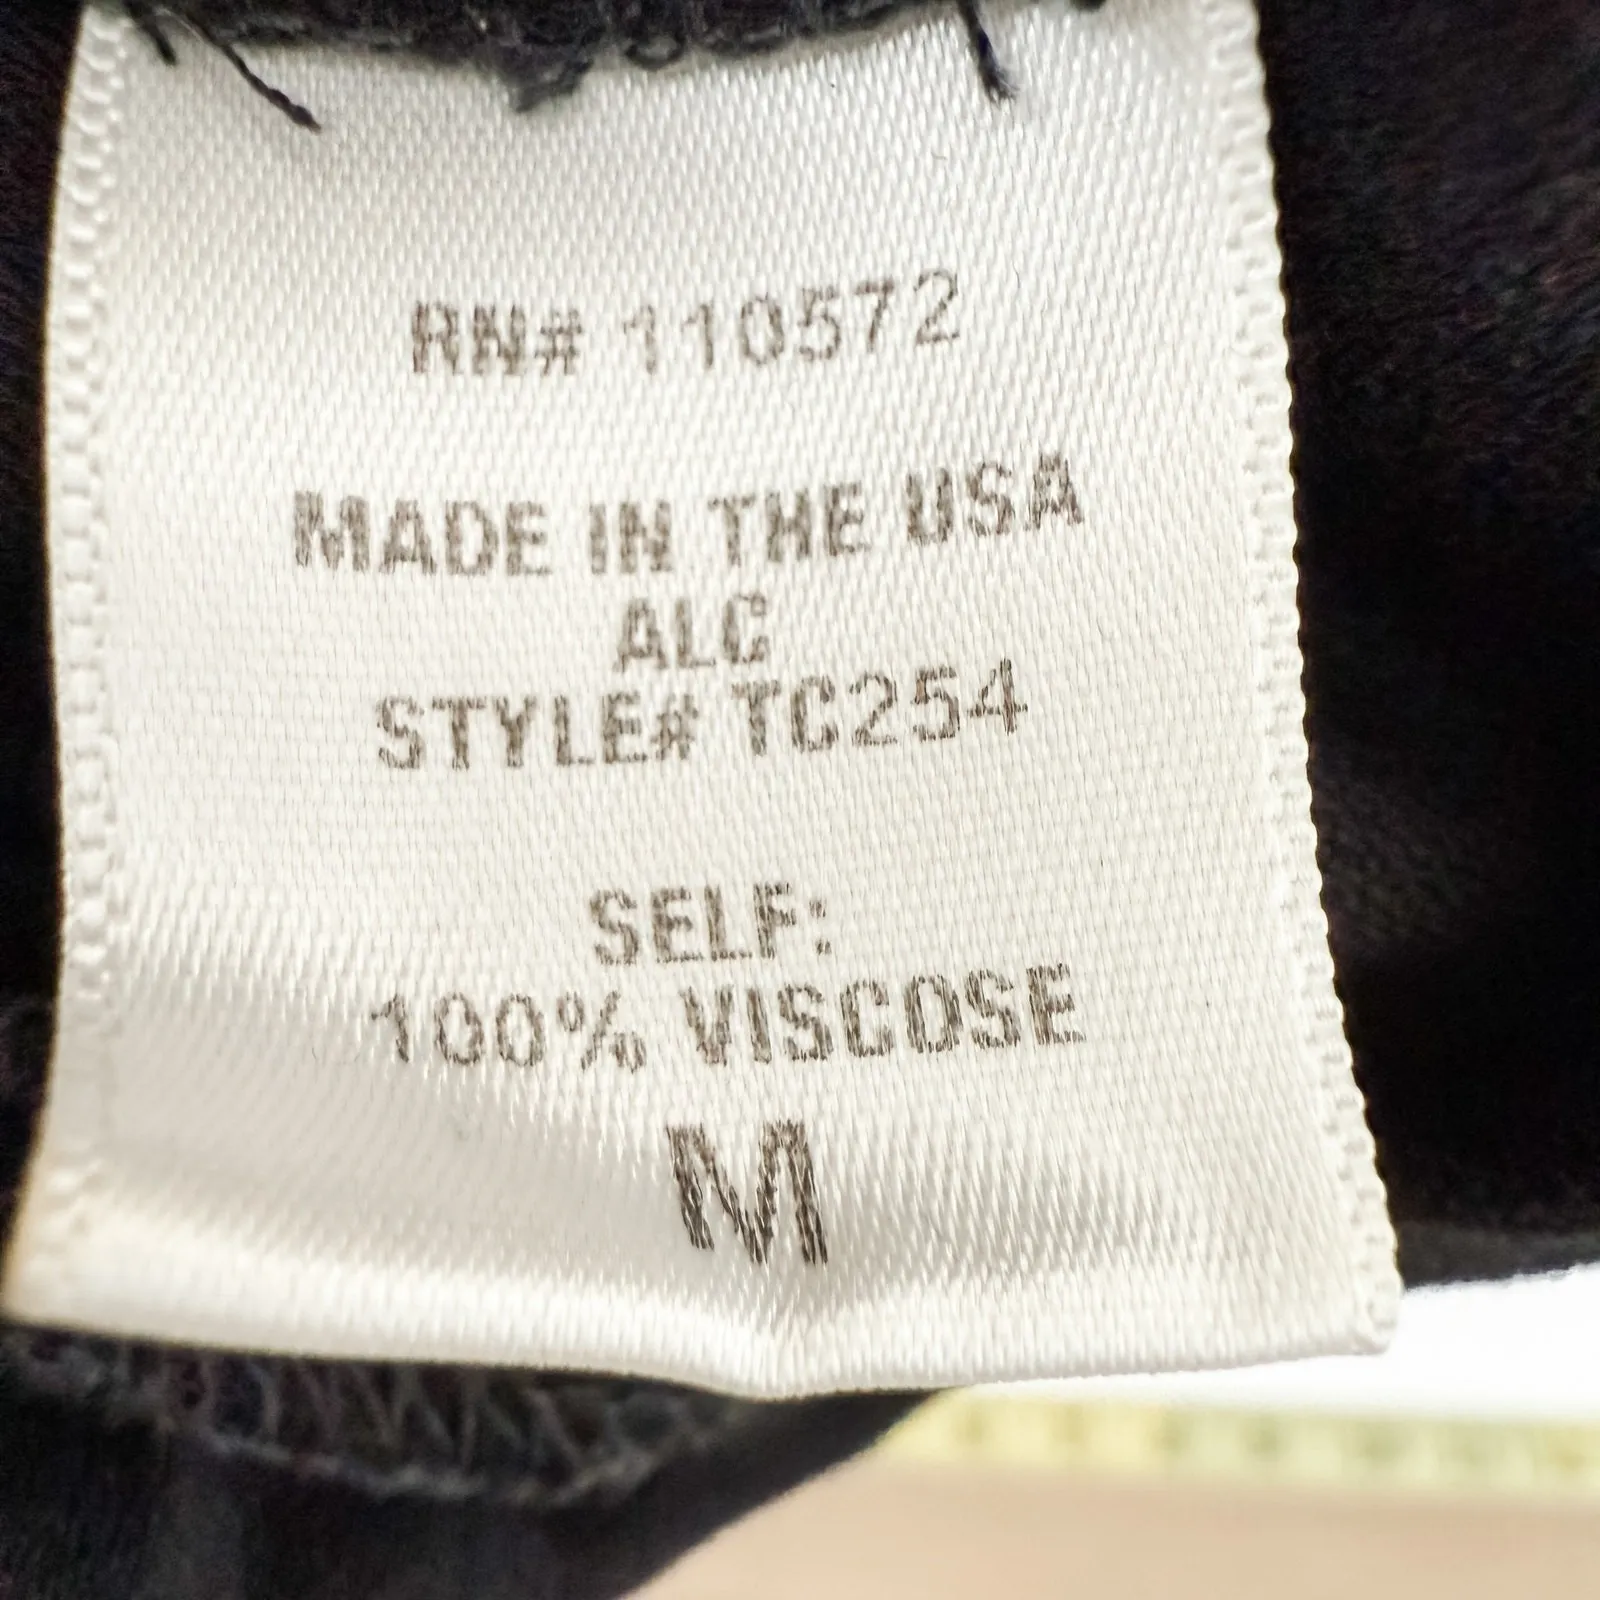 RN# 110572
MADE IN THE USA
ALC
STYLE# TC254
SELF:
100% VISCOSE
M